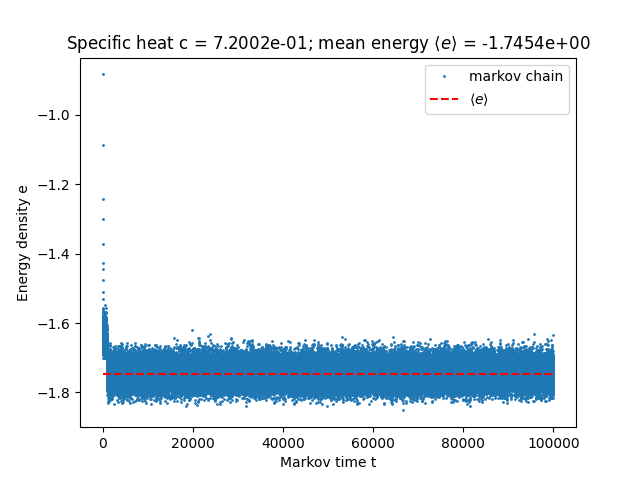 Specific heat c = 7.2002e-01; mean energy ⟨e⟩ = -1.7454e+00
markov chain
⟨e⟩
−1.0
−1.2
−1.4
−1.6
−1.8
Energy density e
0 20000 40000 60000 80000 100000
Markov time t